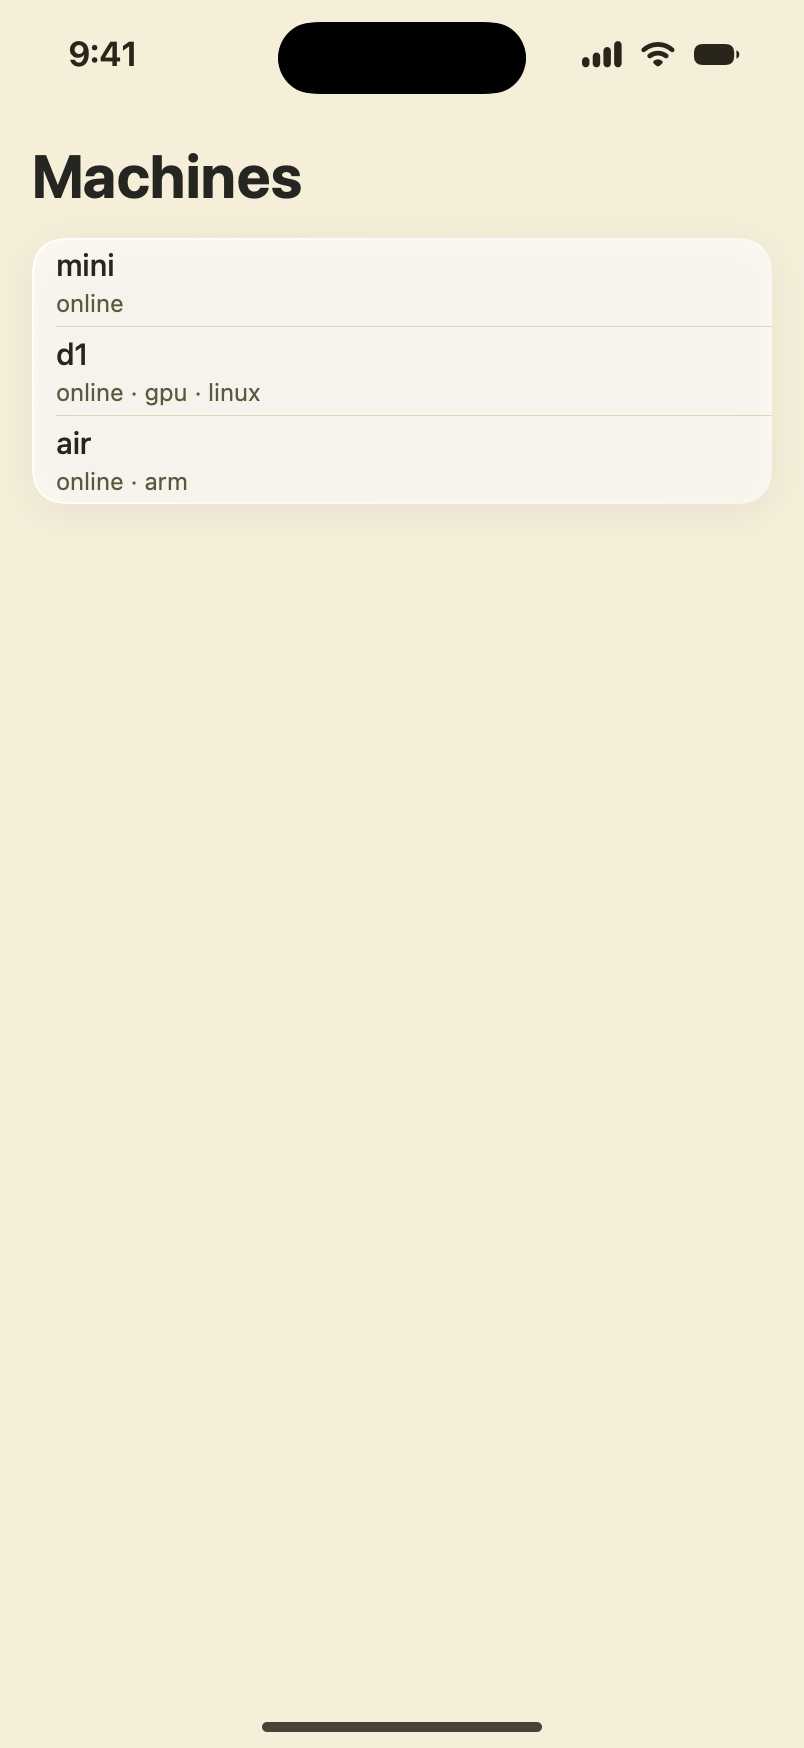 9:41
Machines
mini
online
d1
online · gpu · linux
air
online · arm